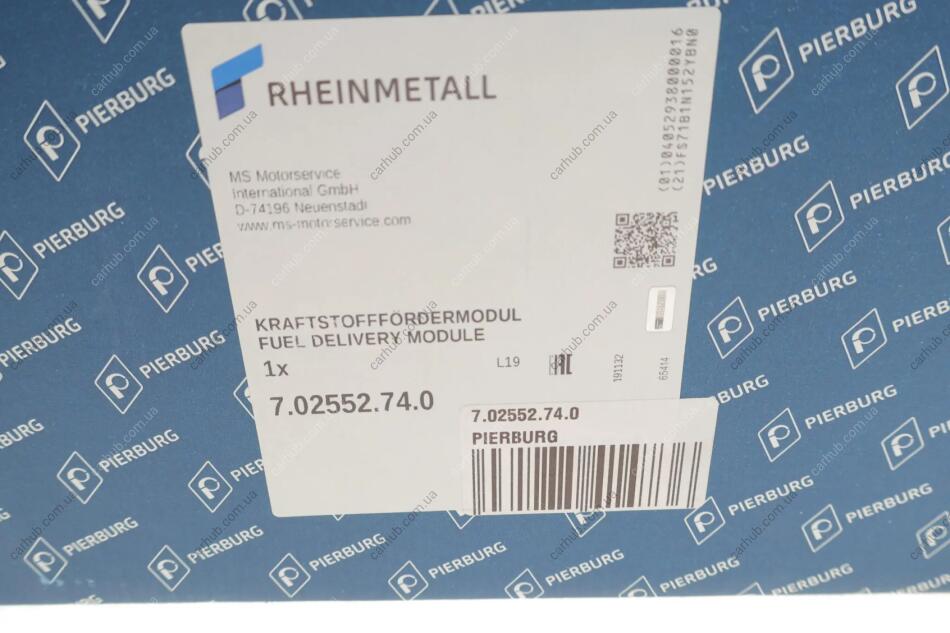 RHEINMETALL
MS Motorservice
International GmbH
D-74196 Neuenstadt
www.ms-motorservice.com
(01)04052938000016
(21)FS71B1N152YBN0
KRAFTSTOFFFÖRDERMODUL
FUEL DELIVERY MODULE
1x
L19
EAC
191132
65414
7.02552.74.0
7.02552.74.0
PIERBURG
PIERBURG
carhub.com.ua